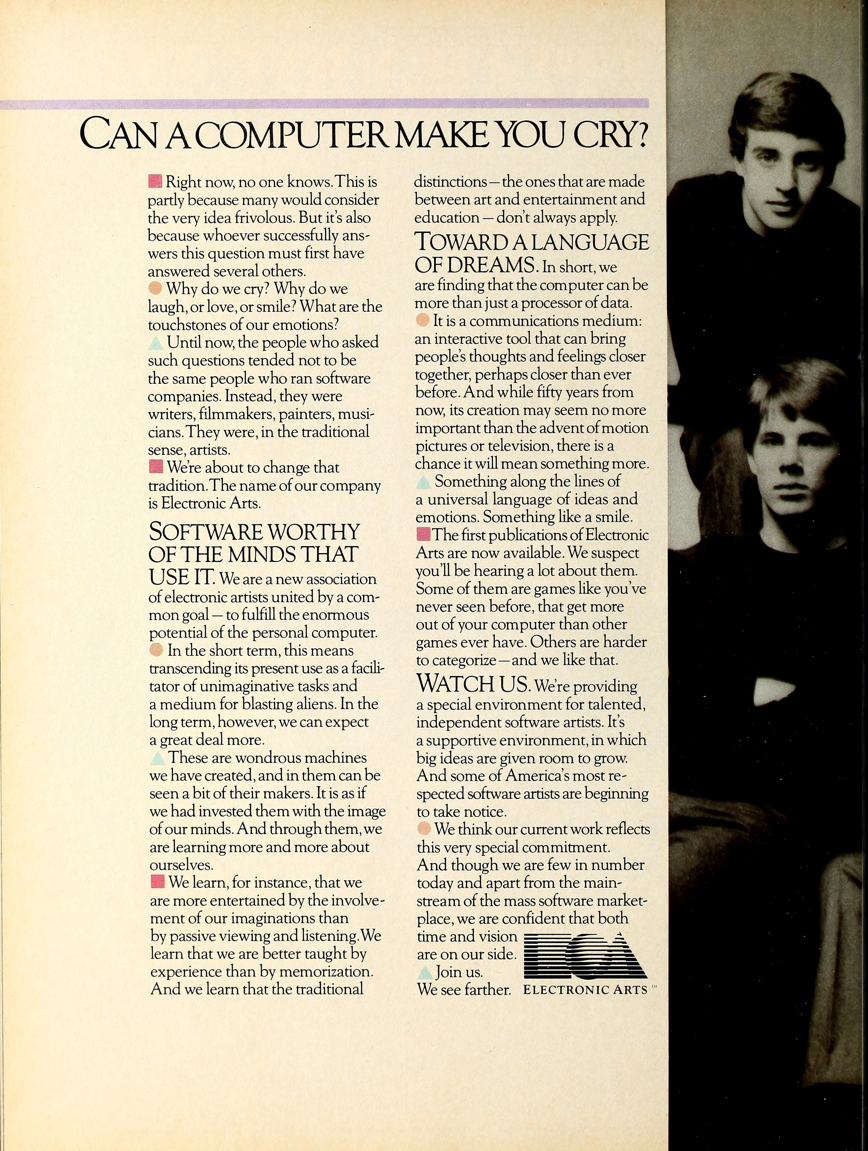 CAN A COMPUTER MAKE YOU CRY?
Right now, no one knows. This is
partly because many would consider
the very idea frivolous. But it's also
because whoever successfully ans-
wers this question must first have
answered several others.
Why do we cry? Why do we
laugh, or love, or smile? What are the
touchstones of our emotions?
Until now, the people who asked
such questions tended not to be
the same people who ran software
companies. Instead, they were
writers, filmmakers, painters, musi-
cians. They were, in the traditional
sense, artists.
We're about to change that
tradition. The name of our company
is Electronic Arts.
SOFTWARE WORTHY
OF THE MINDS THAT
USE IT. We are a new association
of electronic artists united by a com-
mon goal — to fulfill the enormous
potential of the personal computer.
In the short term, this means
transcending its present use as a facili-
tator of unimaginative tasks and
a medium for blasting aliens. In the
long term, however, we can expect
a great deal more.
These are wondrous machines
we have created, and in them can be
seen a bit of their makers. It is as if
we had invested them with the image
of our minds. And through them, we
are learning more and more about
ourselves.
We learn, for instance, that we
are more entertained by the involve-
ment of our imaginations than
by passive viewing and listening. We
learn that we are better taught by
experience than by memorization.
And we learn that the traditional
distinctions — the ones that are made
between art and entertainment and
education — don't always apply.
TOWARD A LANGUAGE
OF DREAMS. In short, we
are finding that the computer can be
more than just a processor of data.
It is a communications medium:
an interactive tool that can bring
people's thoughts and feelings closer
together, perhaps closer than ever
before. And while fifty years from
now, its creation may seem no more
important than the advent of motion
pictures or television, there is a
chance it will mean something more.
Something along the lines of
a universal language of ideas and
emotions. Something like a smile.
The first publications of Electronic
Arts are now available. We suspect
you'll be hearing a lot about them.
Some of them are games like you've
never seen before, that get more
out of your computer than other
games ever have. Others are harder
to categorize — and we like that.
WATCH US. We're providing
a special environment for talented,
independent software artists. It's
a supportive environment, in which
big ideas are given room to grow.
And some of America's most re-
spected software artists are beginning
to take notice.
We think our current work reflects
this very special commitment.
And though we are few in number
today and apart from the main-
stream of the mass software market-
place, we are confident that both
time and vision
are on our side.
Join us.
We see farther.
EOA
ELECTRONIC ARTS™